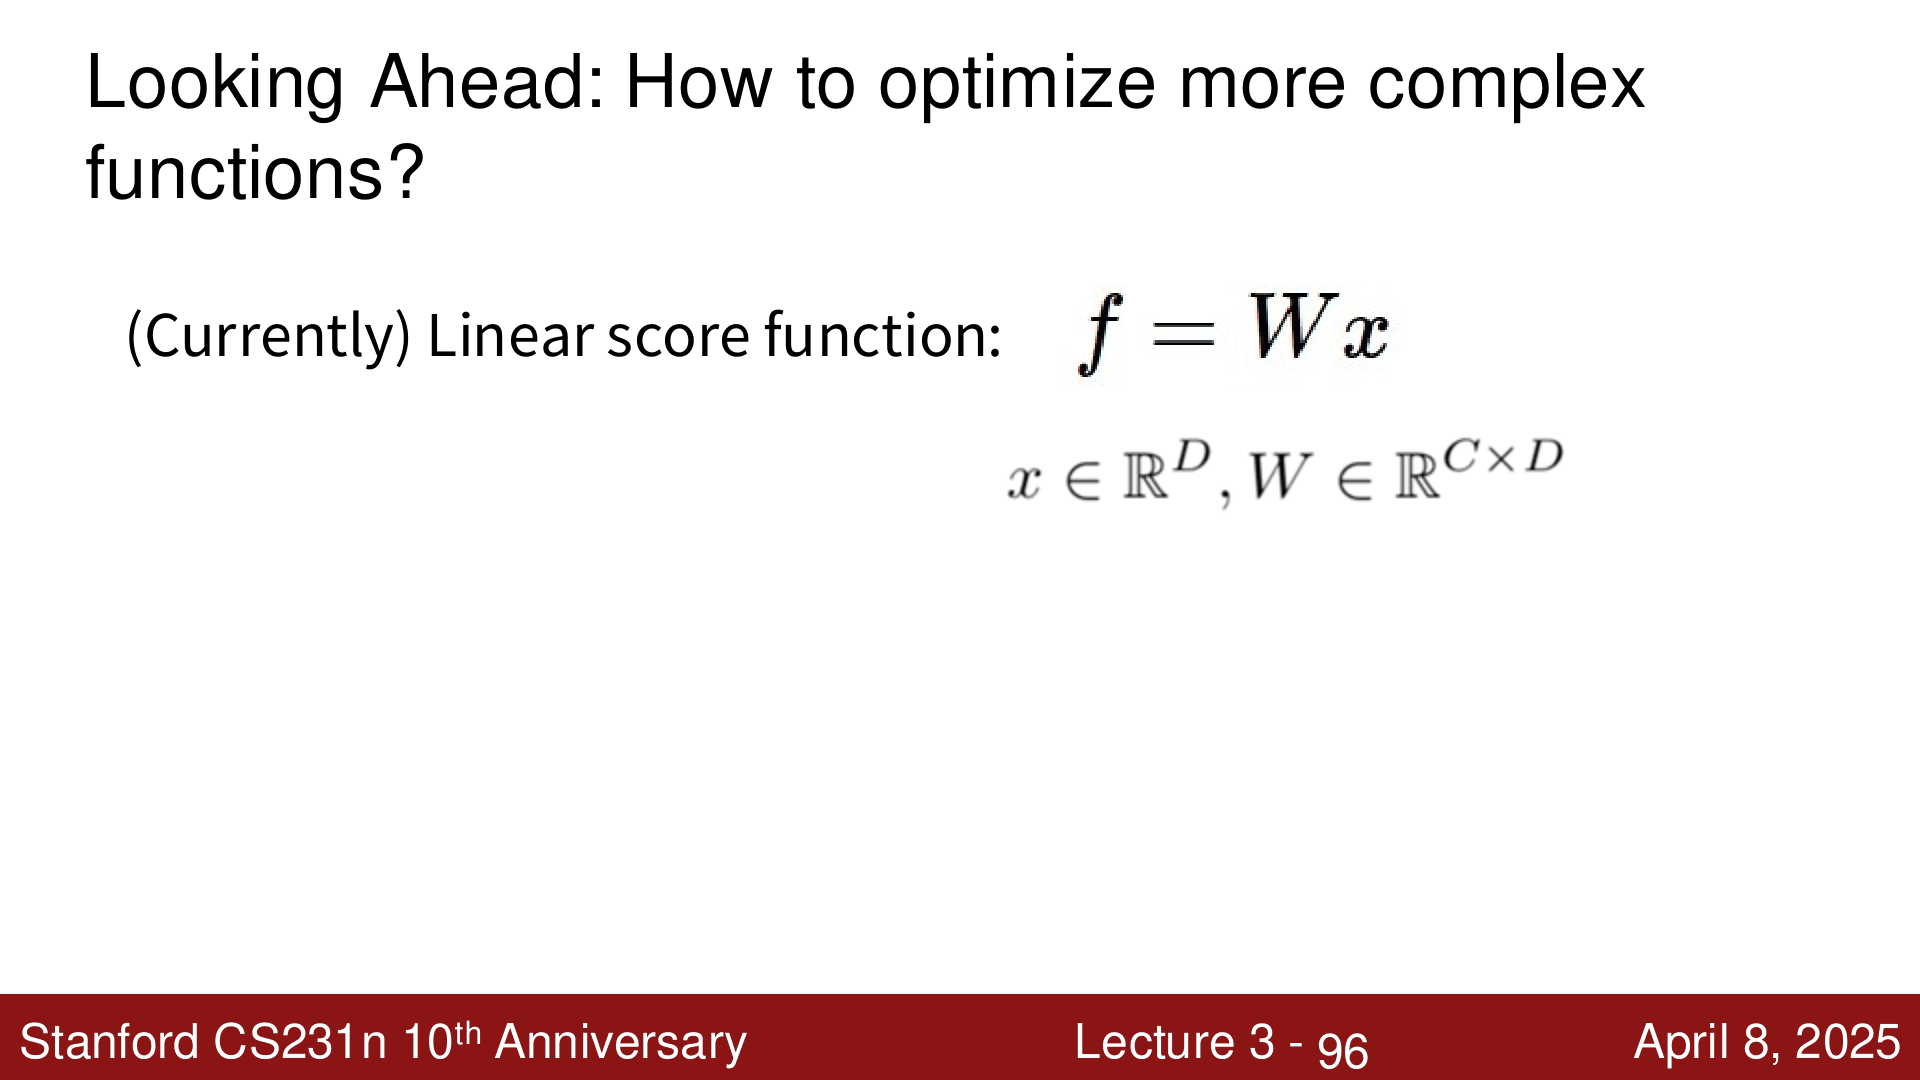 Looking Ahead: How to optimize more complex
functions?
(Currently) Linear score function: f = Wx
x ∈ ℝ^D, W ∈ ℝ^{C×D}
Stanford CS231n 10th Anniversary Lecture 3 - 96 April 8, 2025